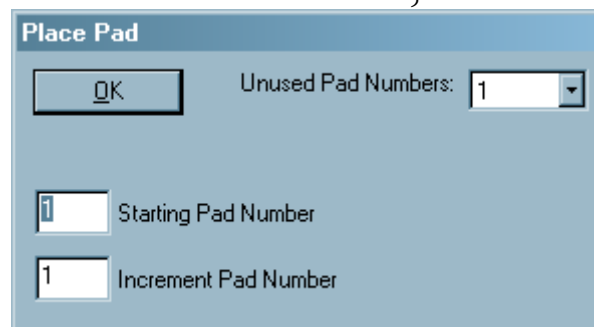 Place Pad
OK Unused Pad Numbers: 1
1 Starting Pad Number
1 Increment Pad Number